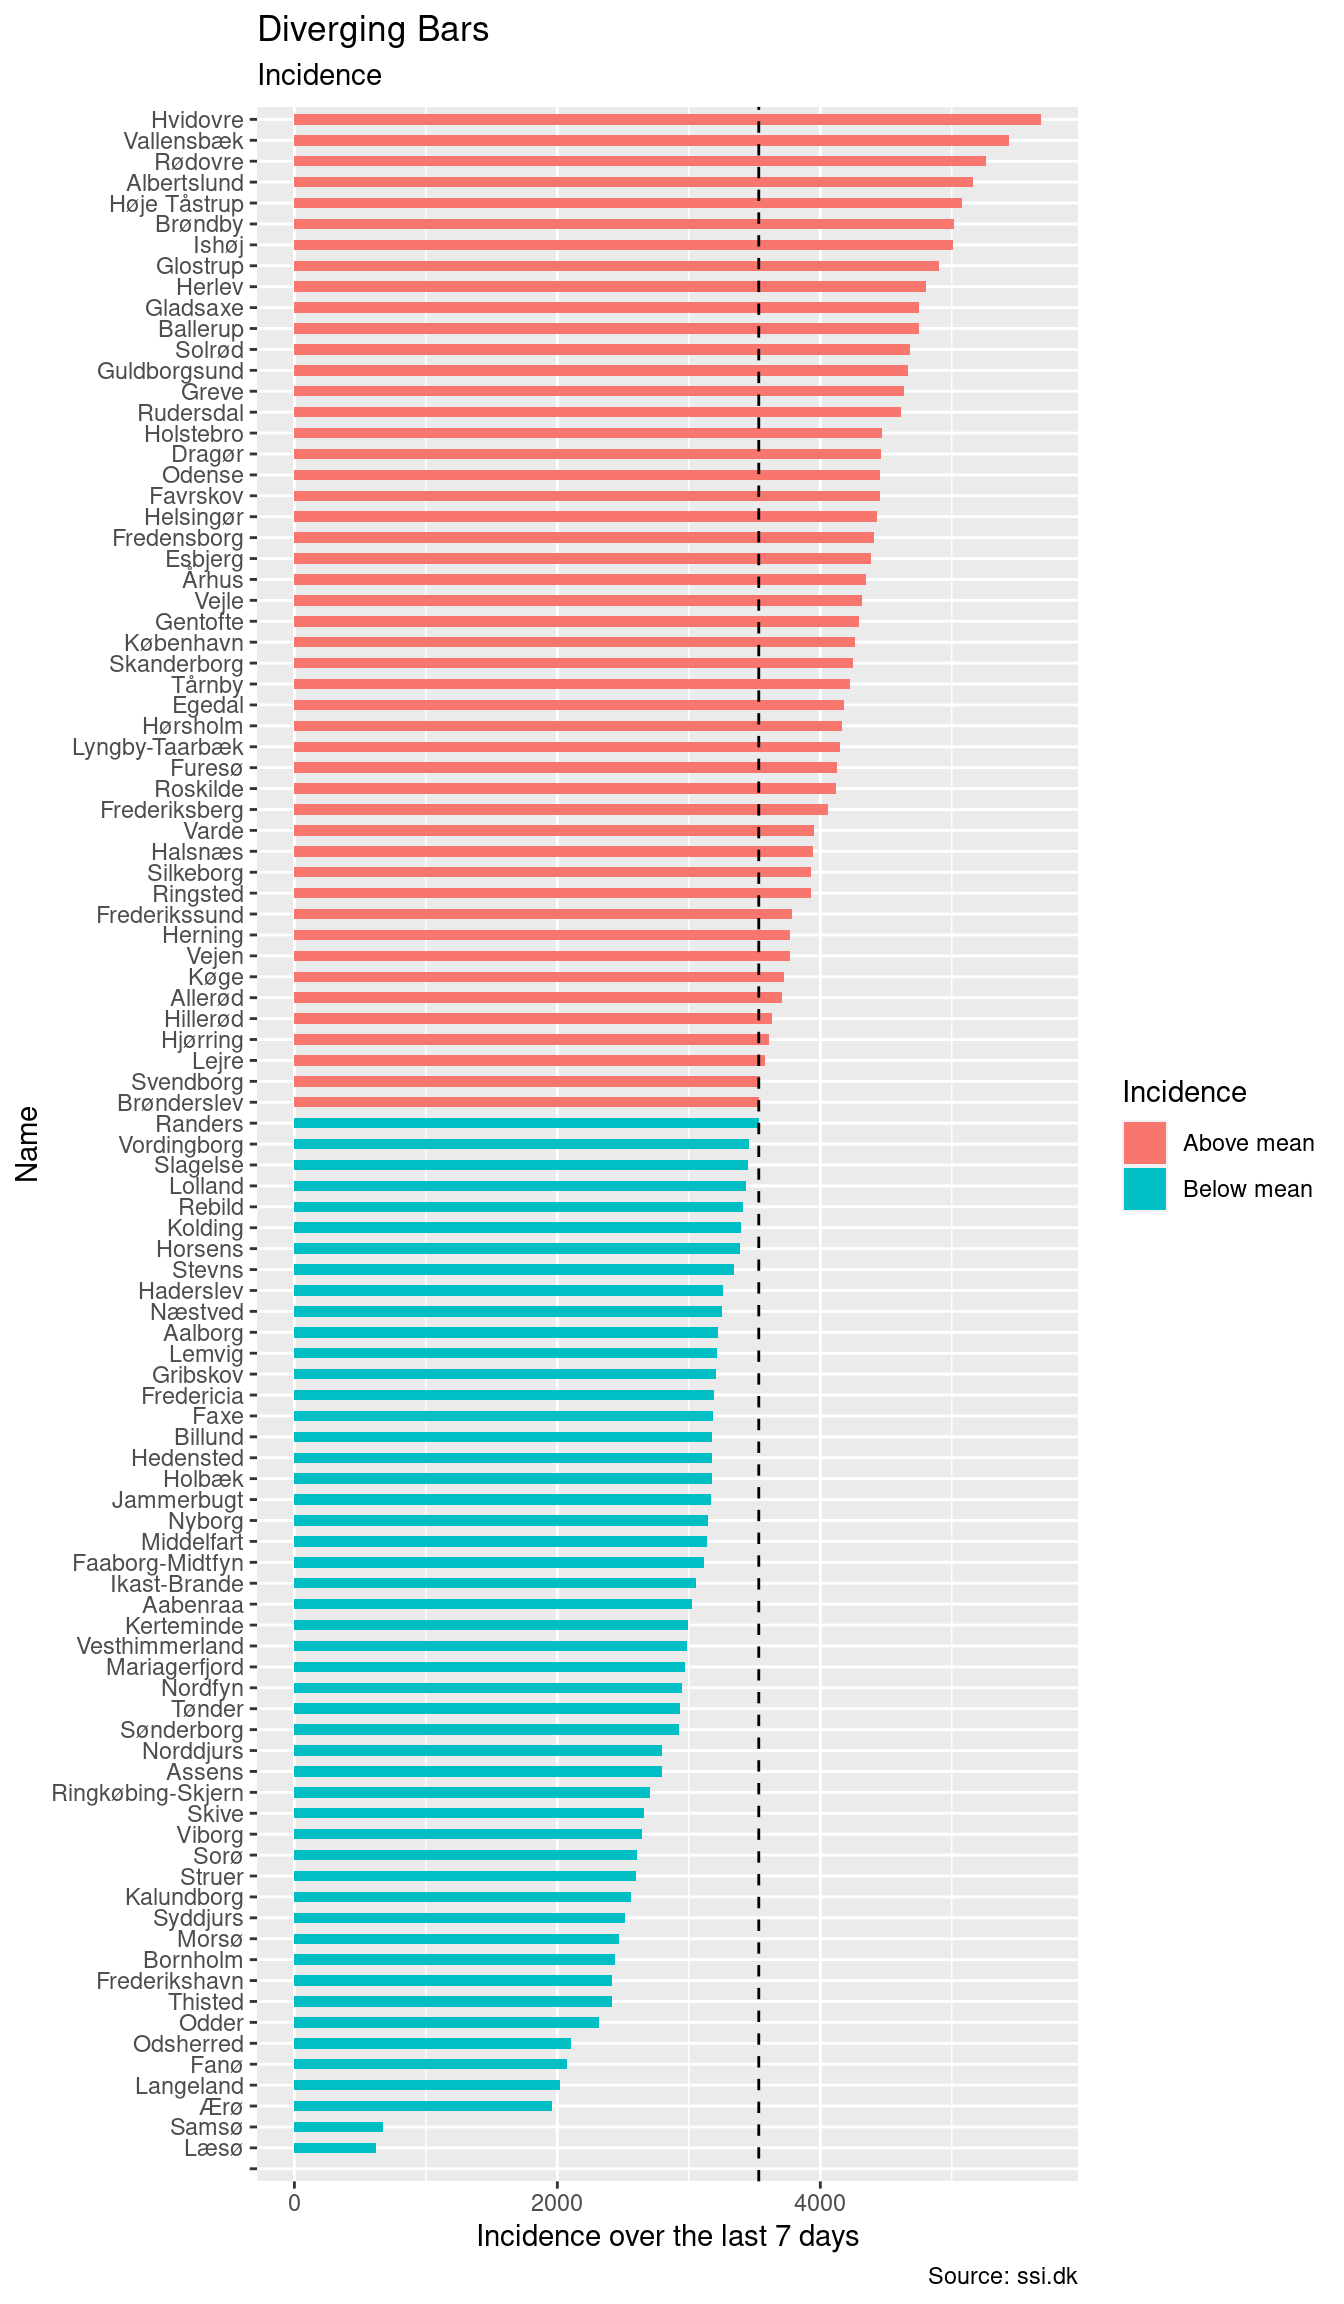 Diverging Bars
Incidence
Hvidovre
Vallensbæk
Rødovre
Albertslund
Høje Tåstrup
Brøndby
Ishøj
Glostrup
Herlev
Gladsaxe
Ballerup
Solrød
Guldborgsund
Greve
Rudersdal
Holstebro
Dragør
Odense
Favrskov
Helsingør
Fredensborg
Esbjerg
Århus
Vejle
Gentofte
København
Skanderborg
Tårnby
Egedal
Hørsholm
Lyngby-Taarbæk
Furesø
Roskilde
Frederiksberg
Varde
Halsnæs
Silkeborg
Ringsted
Frederikssund
Herning
Vejen
Køge
Allerød
Hillerød
Hjørring
Lejre
Svendborg
Brønderslev
Randers
Vordingborg
Slagelse
Lolland
Rebild
Kolding
Horsens
Stevns
Haderslev
Næstved
Aalborg
Lemvig
Gribskov
Fredericia
Faxe
Billund
Hedensted
Holbæk
Jammerbugt
Nyborg
Middelfart
Faaborg-Midtfyn
Ikast-Brande
Aabenraa
Kerteminde
Vesthimmerland
Mariagerfjord
Nordfyn
Tønder
Sønderborg
Norddjurs
Assens
Ringkøbing-Skjern
Skive
Viborg
Sorø
Struer
Kalundborg
Syddjurs
Morsø
Bornholm
Frederikshavn
Thisted
Odder
Odsherred
Fanø
Langeland
Ærø
Samsø
Læsø
Name
0 2000 4000
Incidence over the last 7 days
Incidence
Above mean
Below mean
Source: ssi.dk